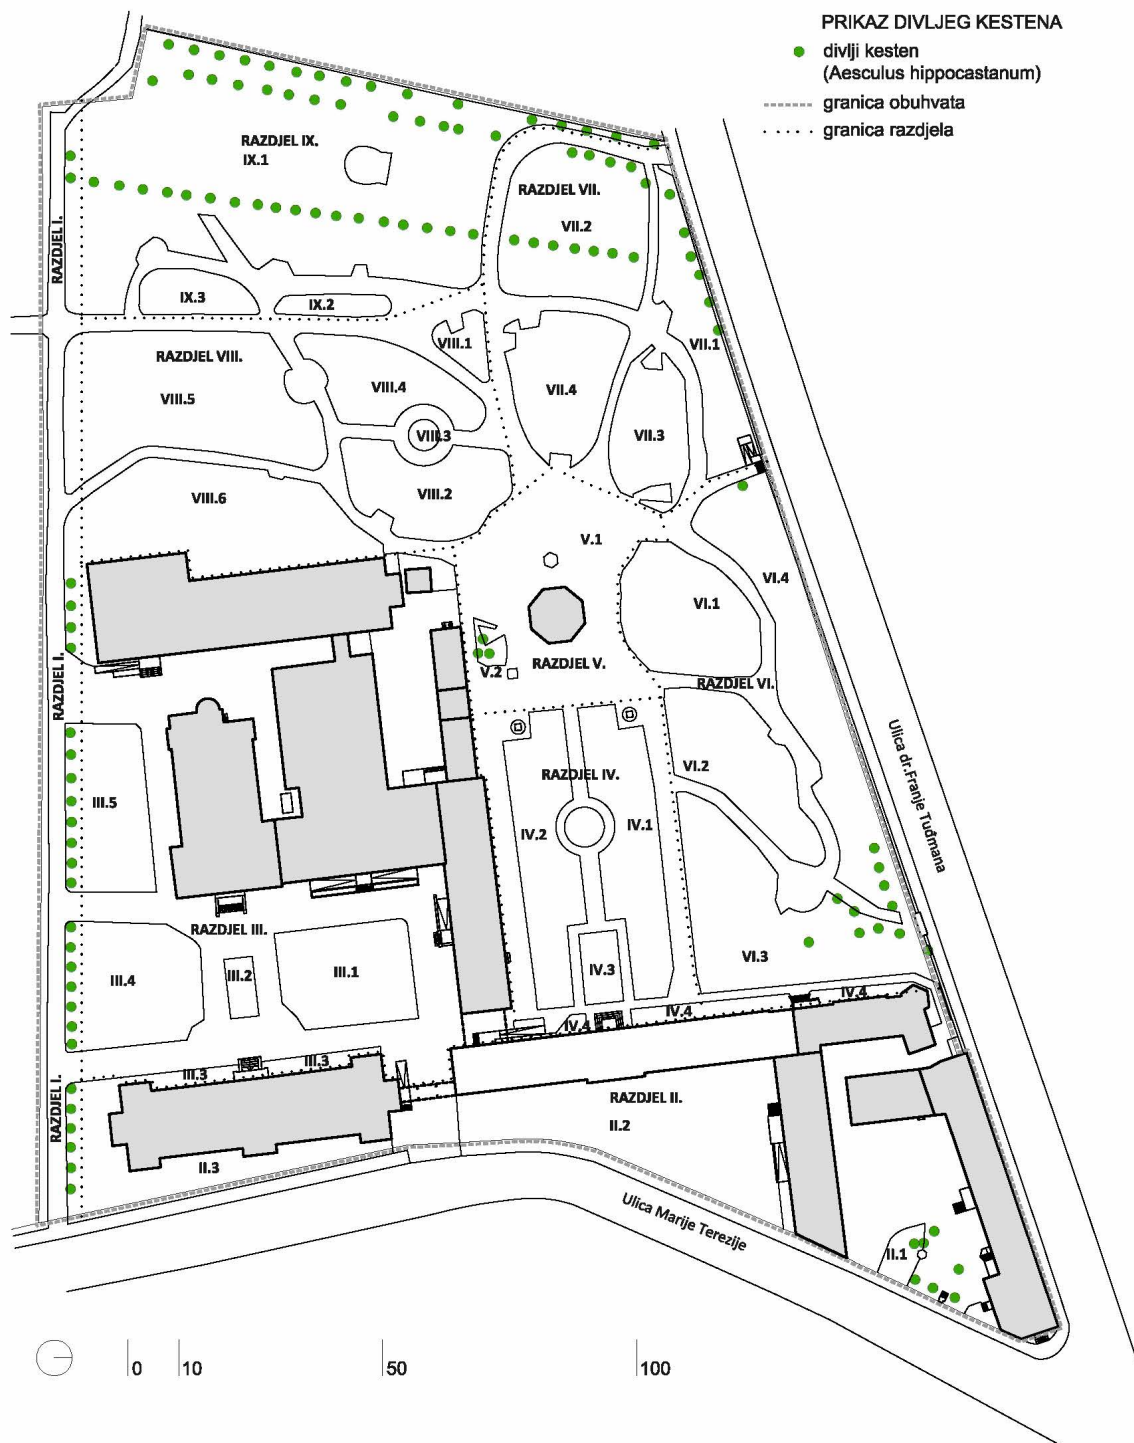 PRIKAZ DIVLJEG KESTENA
divlji kesten
(Aesculus hippocastanum)
granica obuhvata
granica razdjela
RAZDJEL IX.
IX.1
RAZDJEL VII.
VII.2
RAZDJEL I.
IX.3
IX.2
VIII.1
VII.1
RAZDJEL VIII.
VIII.4
VII.4
VIII.5
VIII.3
VII.3
VIII.6
VIII.2
V.1
VI.4
VI.1
RAZDJEL V.
V.2
RAZDJEL I.
RAZDJEL VI.
Ulica dr.Franje Tuđmana
VI.2
RAZDJEL IV.
III.5
IV.2
IV.1
RAZDJEL III.
VI.3
III.4
III.2
III.1
IV.3
IV.4
IV.4
IV.4
III.3
III.3
RAZDJEL I.
RAZDJEL II.
II.2
II.3
Ulica Marije Terezije
II.1
0
10
50
100